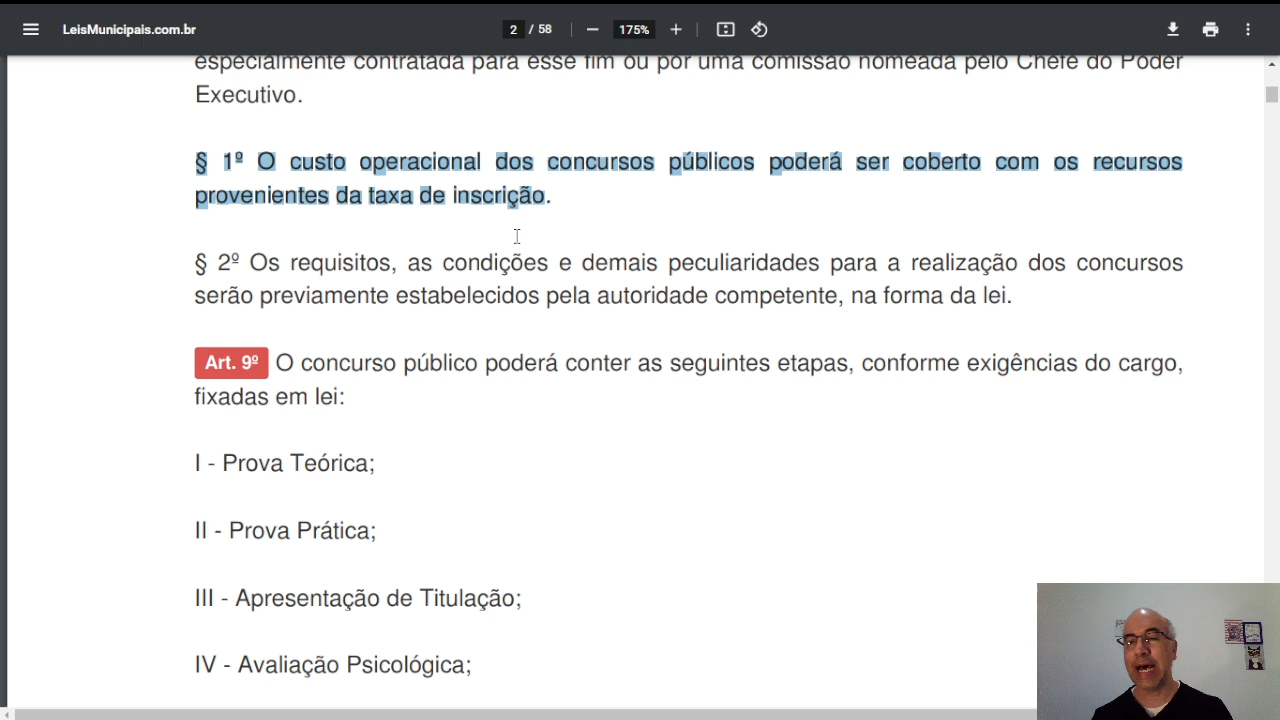 LeisMunicipais.com.br
2 / 58
175%
especialmente contratada para esse fim ou por uma comissão nomeada pelo Chefe do Poder
Executivo.
§ 1º O custo operacional dos concursos públicos poderá ser coberto com os recursos
provenientes da taxa de inscrição.
§ 2º Os requisitos, as condições e demais peculiaridades para a realização dos concursos
serão previamente estabelecidos pela autoridade competente, na forma da lei.
Art. 9º O concurso público poderá conter as seguintes etapas, conforme exigências do cargo,
fixadas em lei:
I - Prova Teórica;
II - Prova Prática;
III - Apresentação de Titulação;
IV - Avaliação Psicológica;